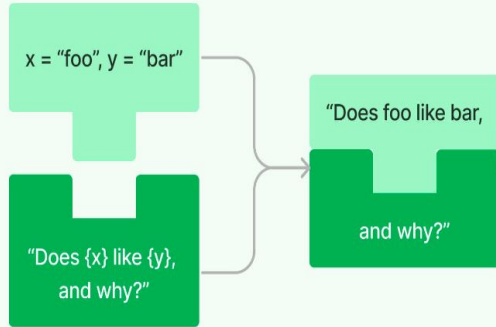 x = “foo”, y = “bar”
“Does {x} like {y},
and why?”
“Does foo like bar,
and why?”